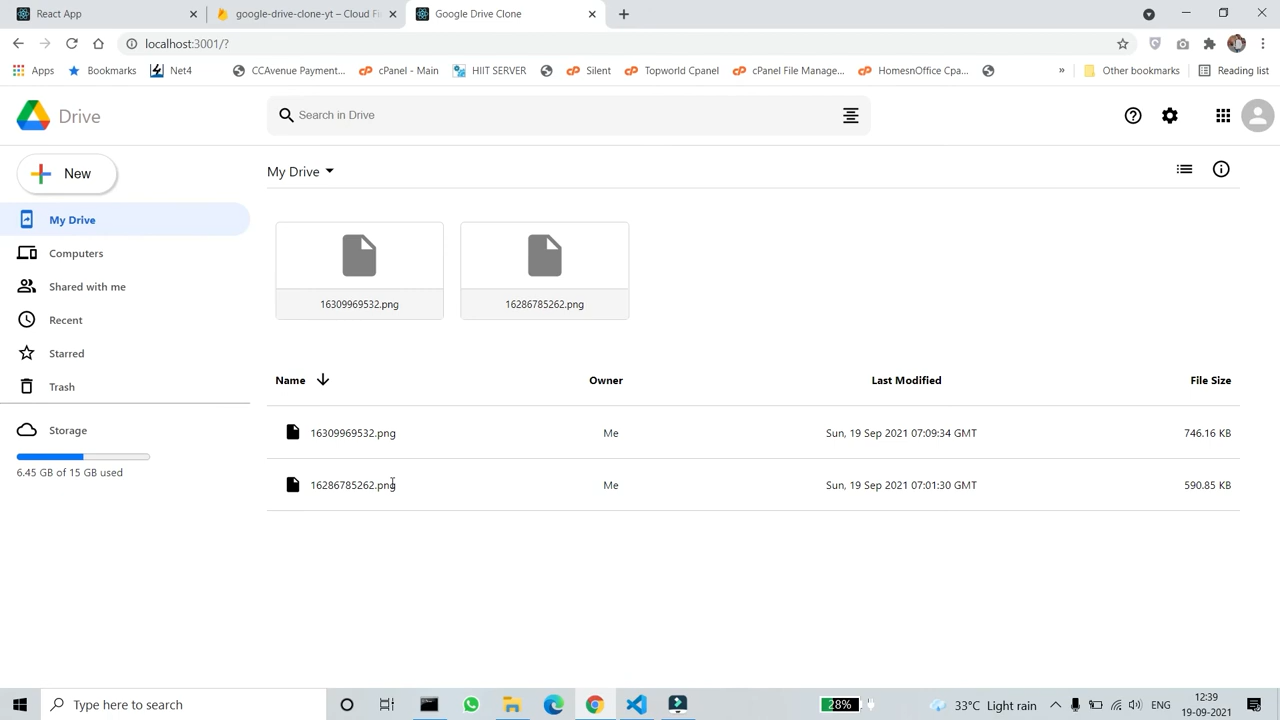 React App
google-drive-clone-yt – Cloud Fi
Google Drive Clone
localhost:3001/?
Apps
Bookmarks
Net4
CCAvenue Payment...
cPanel - Main
HIIT SERVER
Silent
Topworld Cpanel
cPanel File Manage...
HomesnOffice Cpa...
»
Other bookmarks
Reading list
Drive
Search in Drive
New
My Drive
My Drive
Computers
Shared with me
Recent
Starred
Trash
Storage
6.45 GB of 15 GB used
16309969532.png
16286785262.png
Name
Owner
Last Modified
File Size
16309969532.png
Me
Sun, 19 Sep 2021 07:09:34 GMT
746.16 KB
16286785262.png
Me
Sun, 19 Sep 2021 07:01:30 GMT
590.85 KB
Type here to search
28%
33°C Light rain
ENG
12:39
19-09-2021